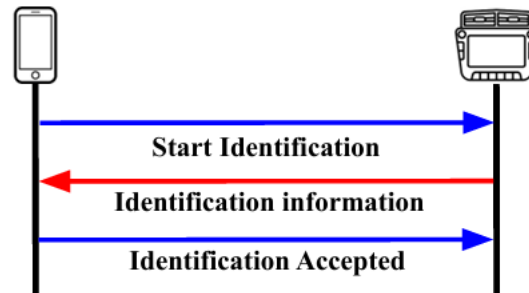 Start Identification
Identification information
Identification Accepted